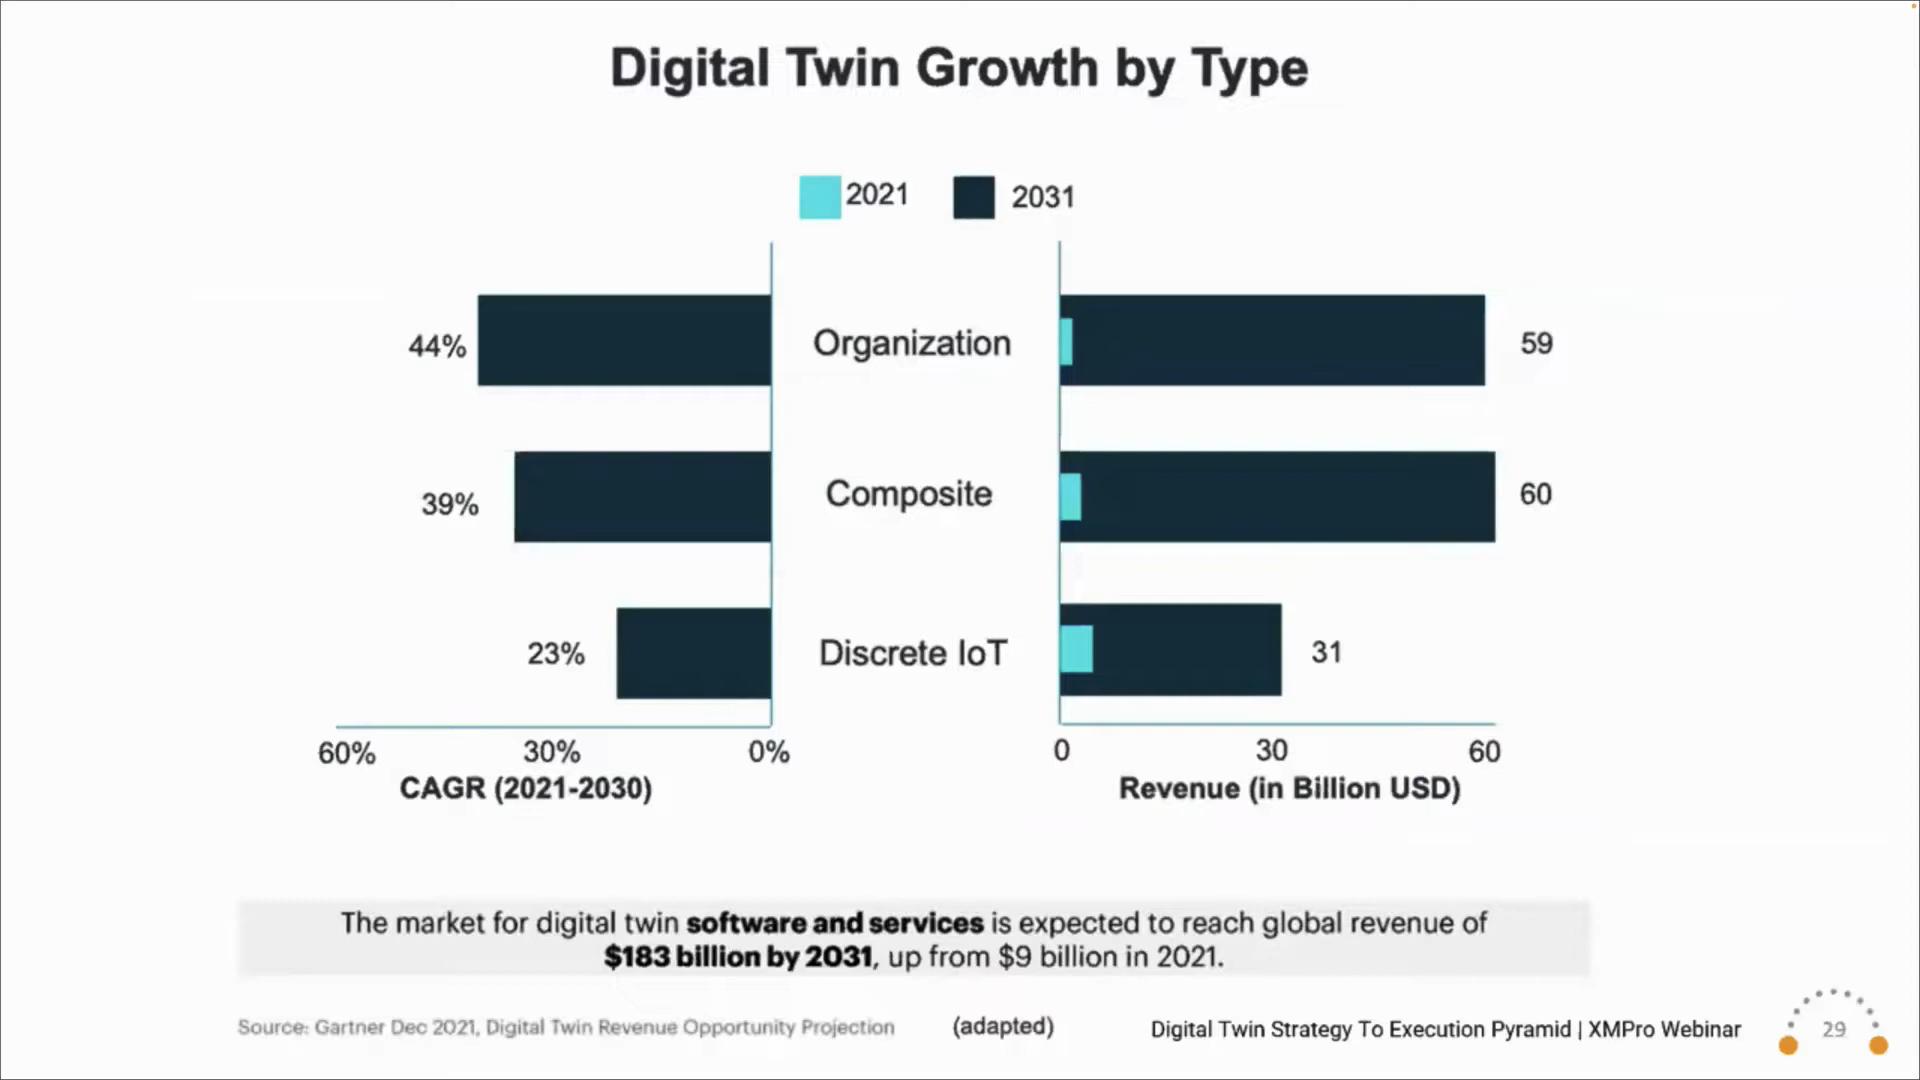 Digital Twin Growth by Type
2021 2031
44% Organization 59
39% Composite 60
23% Discrete IoT 31
60% 30% 0% 0 30 60
CAGR (2021-2030) Revenue (in Billion USD)
The market for digital twin software and services is expected to reach global revenue of
$183 billion by 2031, up from $9 billion in 2021.
Source: Gartner Dec 2021, Digital Twin Revenue Opportunity Projection (adapted) Digital Twin Strategy To Execution Pyramid | XMPro Webinar 29